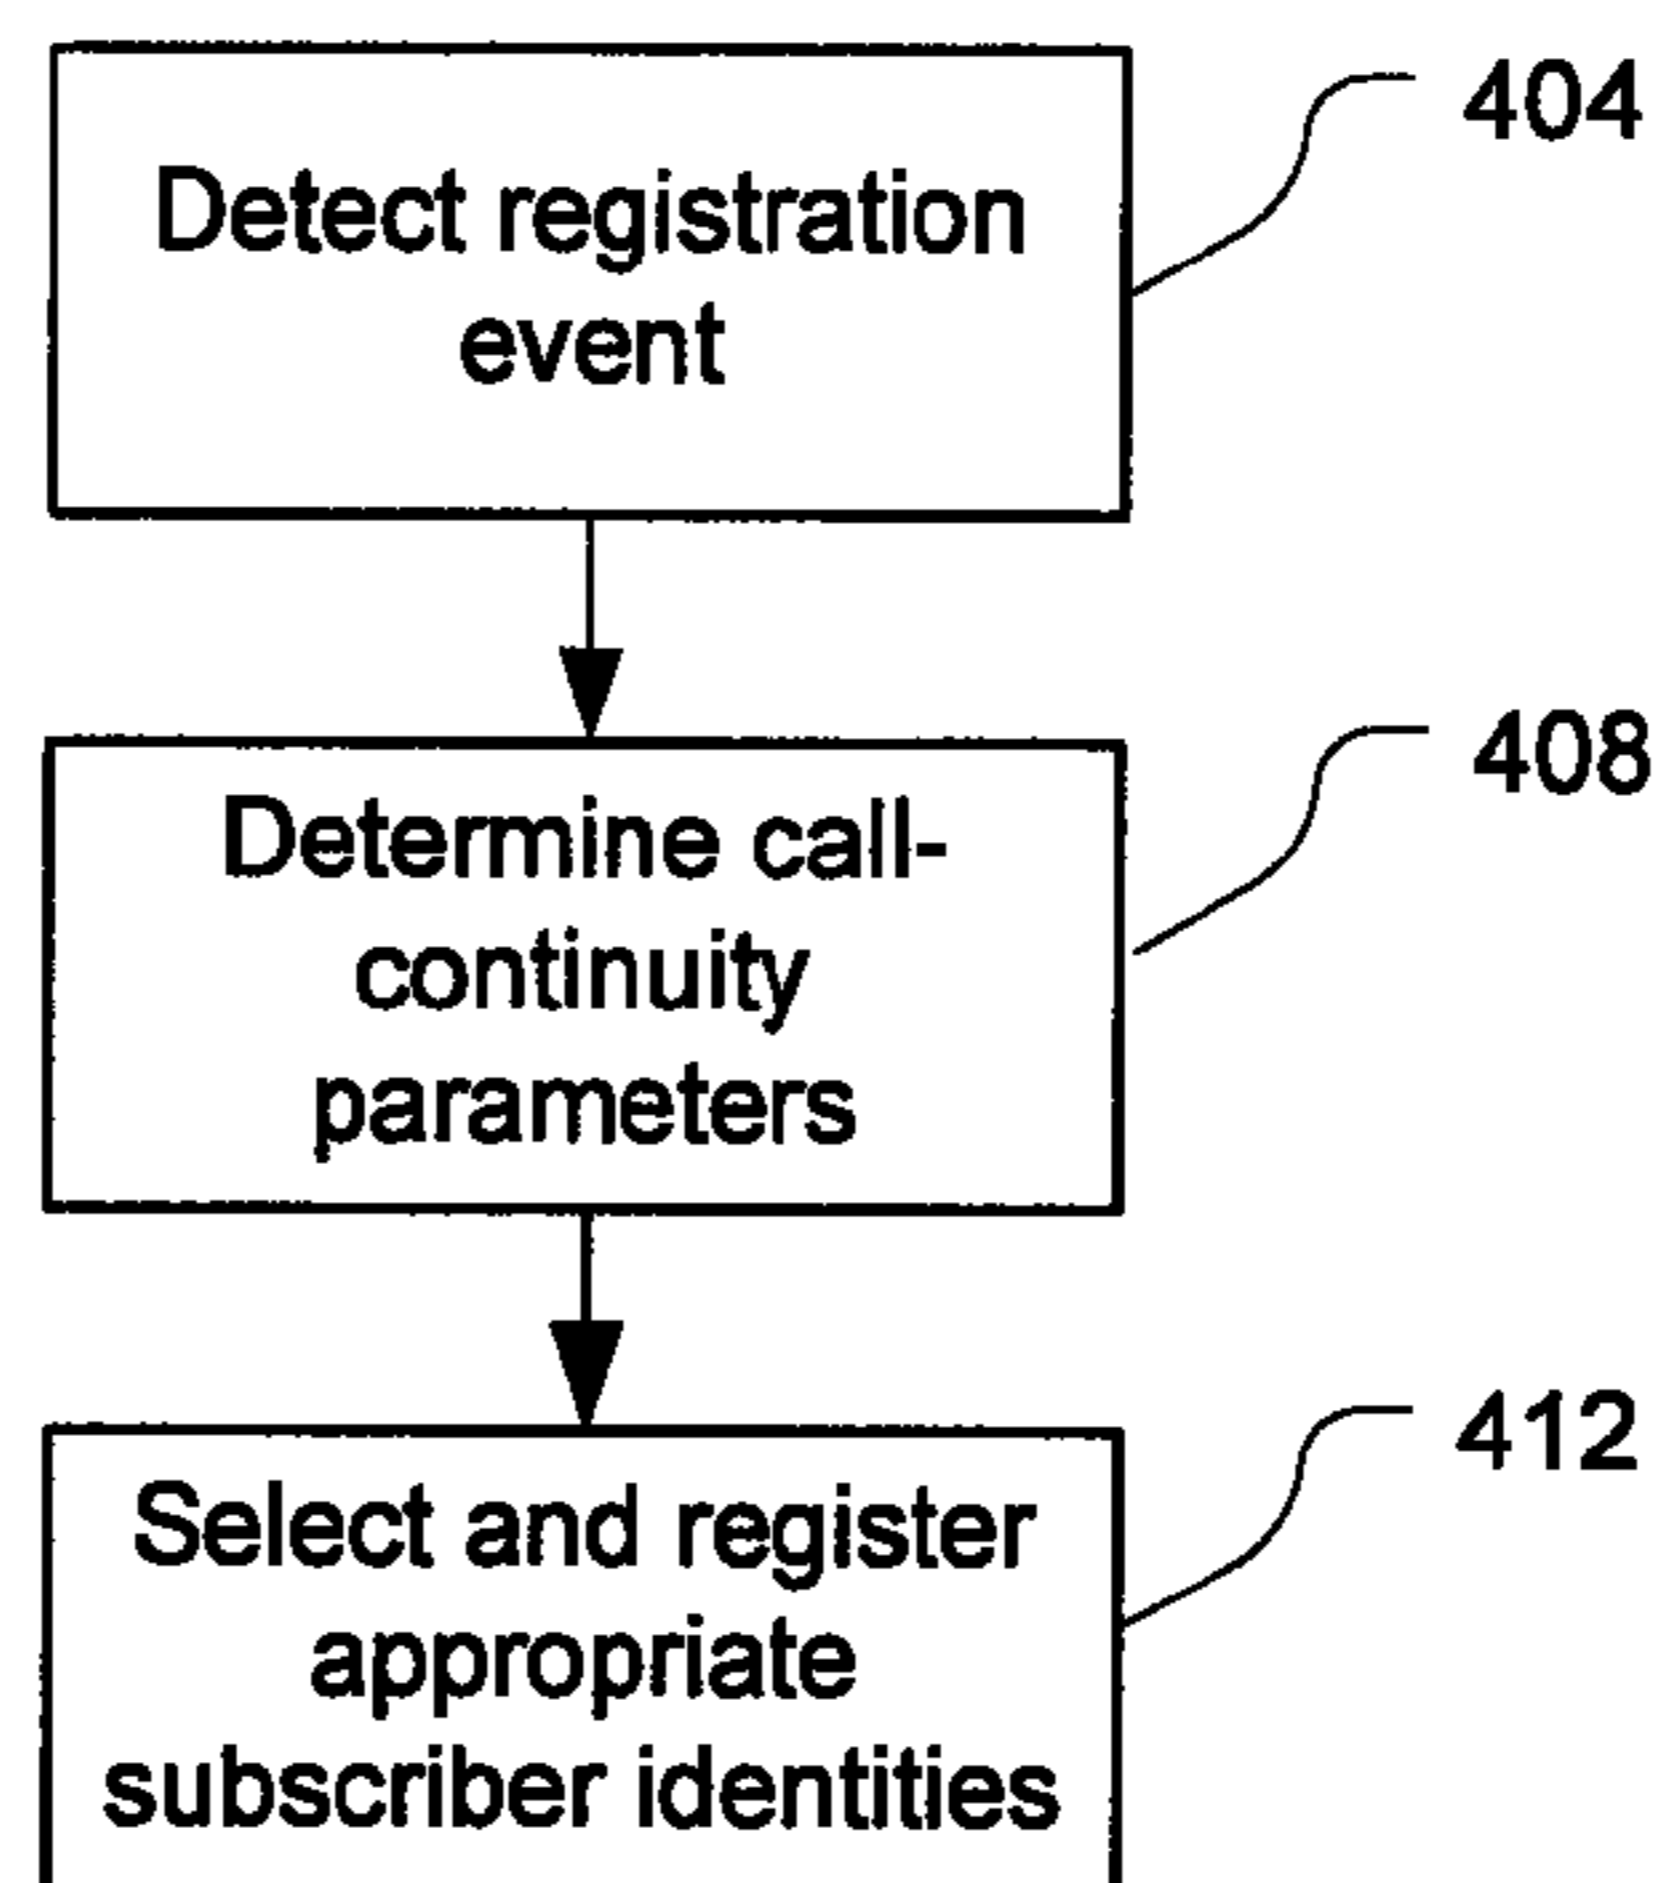 404
Detect registration
event
408
Determine call-
continuity
parameters
412
Select and register
appropriate
subscriber identities